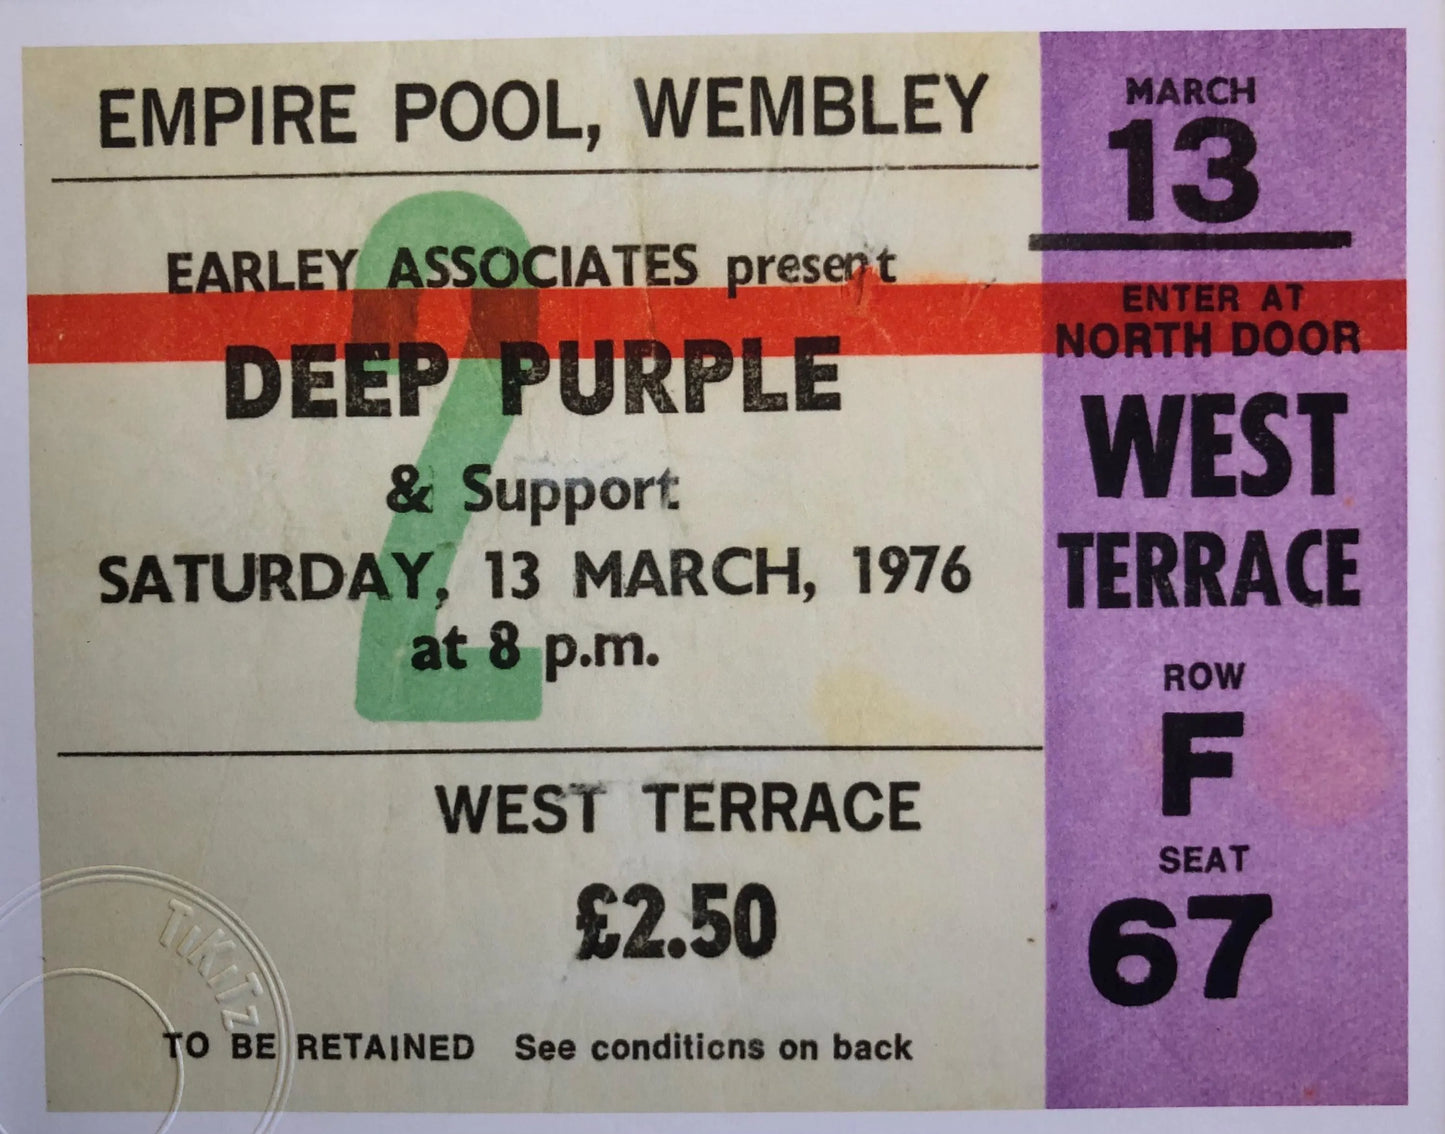 EMPIRE POOL, WEMBLEY
EARLEY ASSOCIATES present
DEEP PURPLE
& Support
SATURDAY, 13 MARCH, 1976
at 8 p.m.
2
WEST TERRACE
£2.50
TO BE RETAINED See conditions on back
TiKiTz
MARCH
13
ENTER AT
NORTH DOOR
WEST
TERRACE
ROW
F
SEAT
67